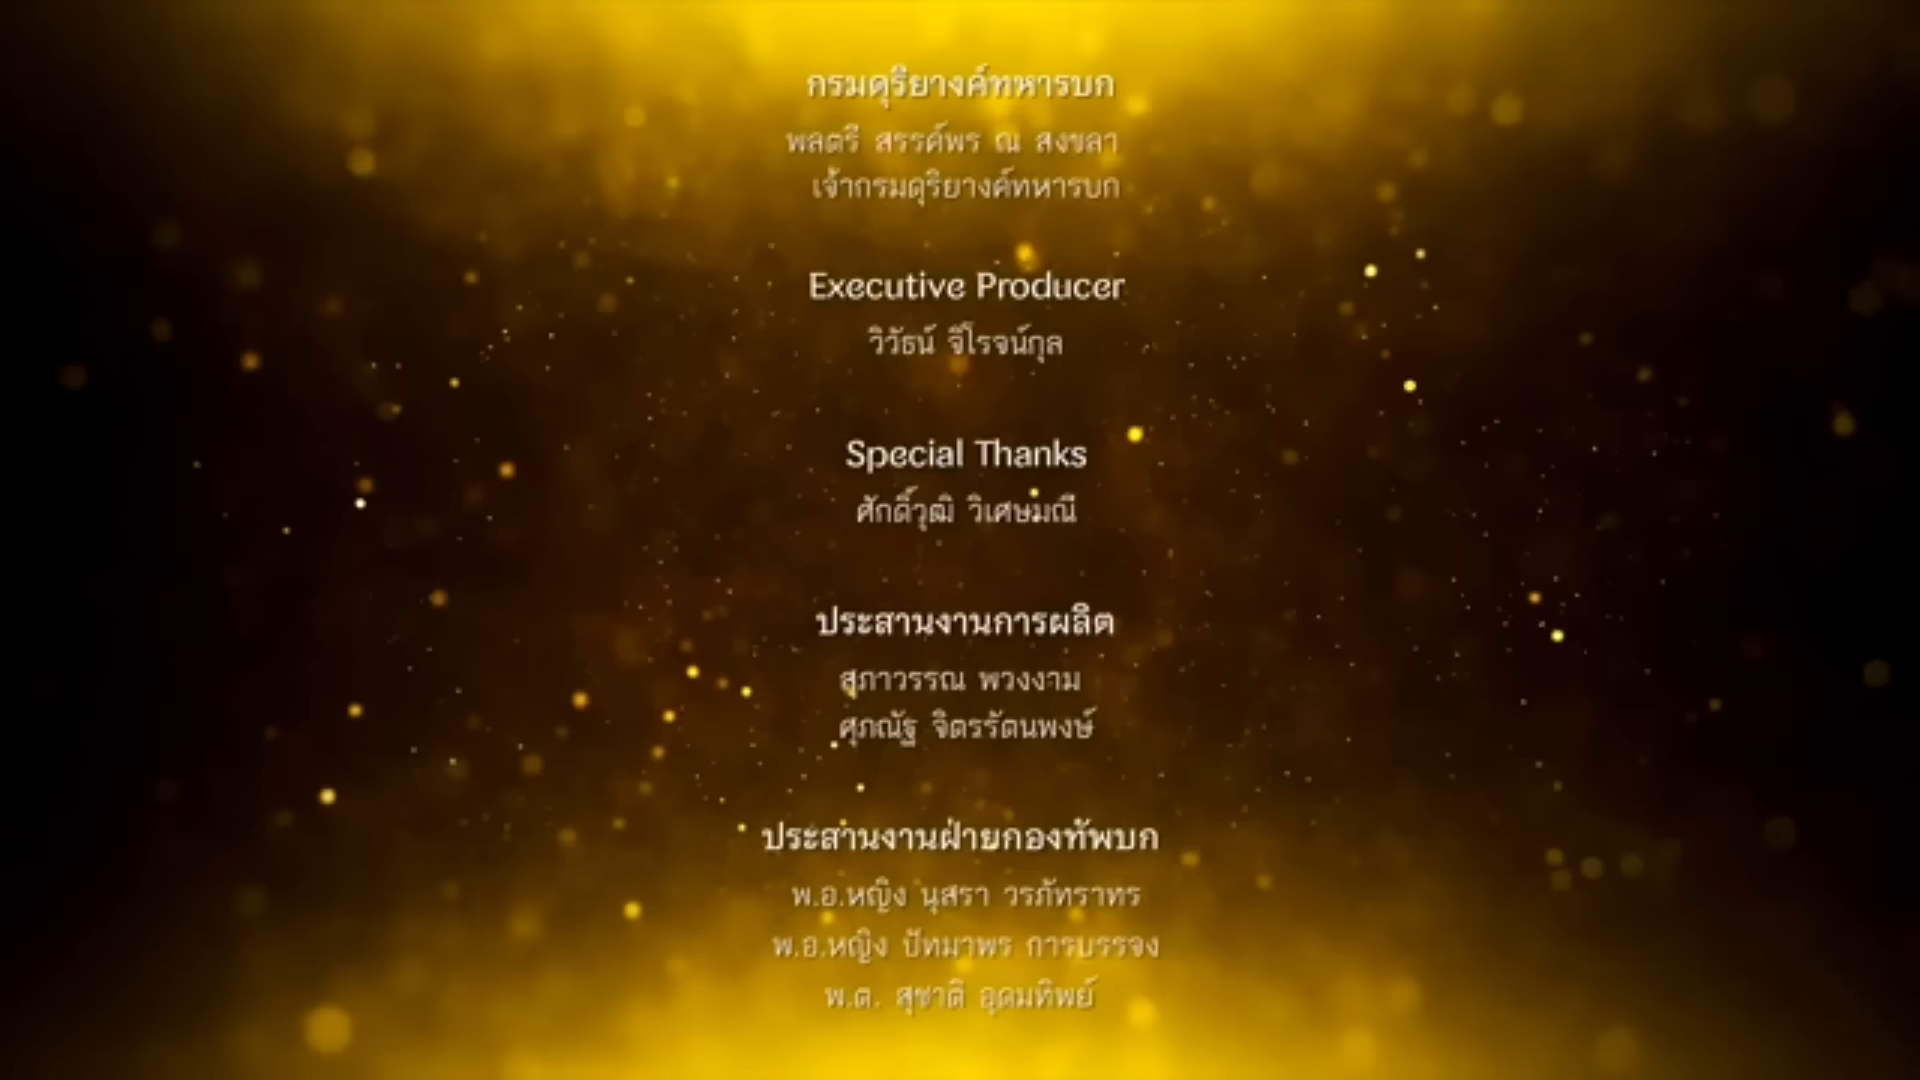 กรมดุริยางค์ทหารบก
พลตรี สรรค์พร ณ สงขลา
เจ้ากรมดุริยางค์ทหารบก
Executive Producer
วิวัธน์ จิโรจน์กุล
Special Thanks
ศักดิ์วุฒิ วิเศษมณี
ประสานงานการผลิต
สุภาวรรณ พวงงาม
ศุภณัฐ จิตรรัตนพงษ์
ประสานงานฝ่ายกองทัพบก
พ.อ.หญิง นุสรา วรภัทราทร
พ.อ.หญิง ปัทมาพร การบรรจง
พ.ต. สุชาติ อุดมทิพย์